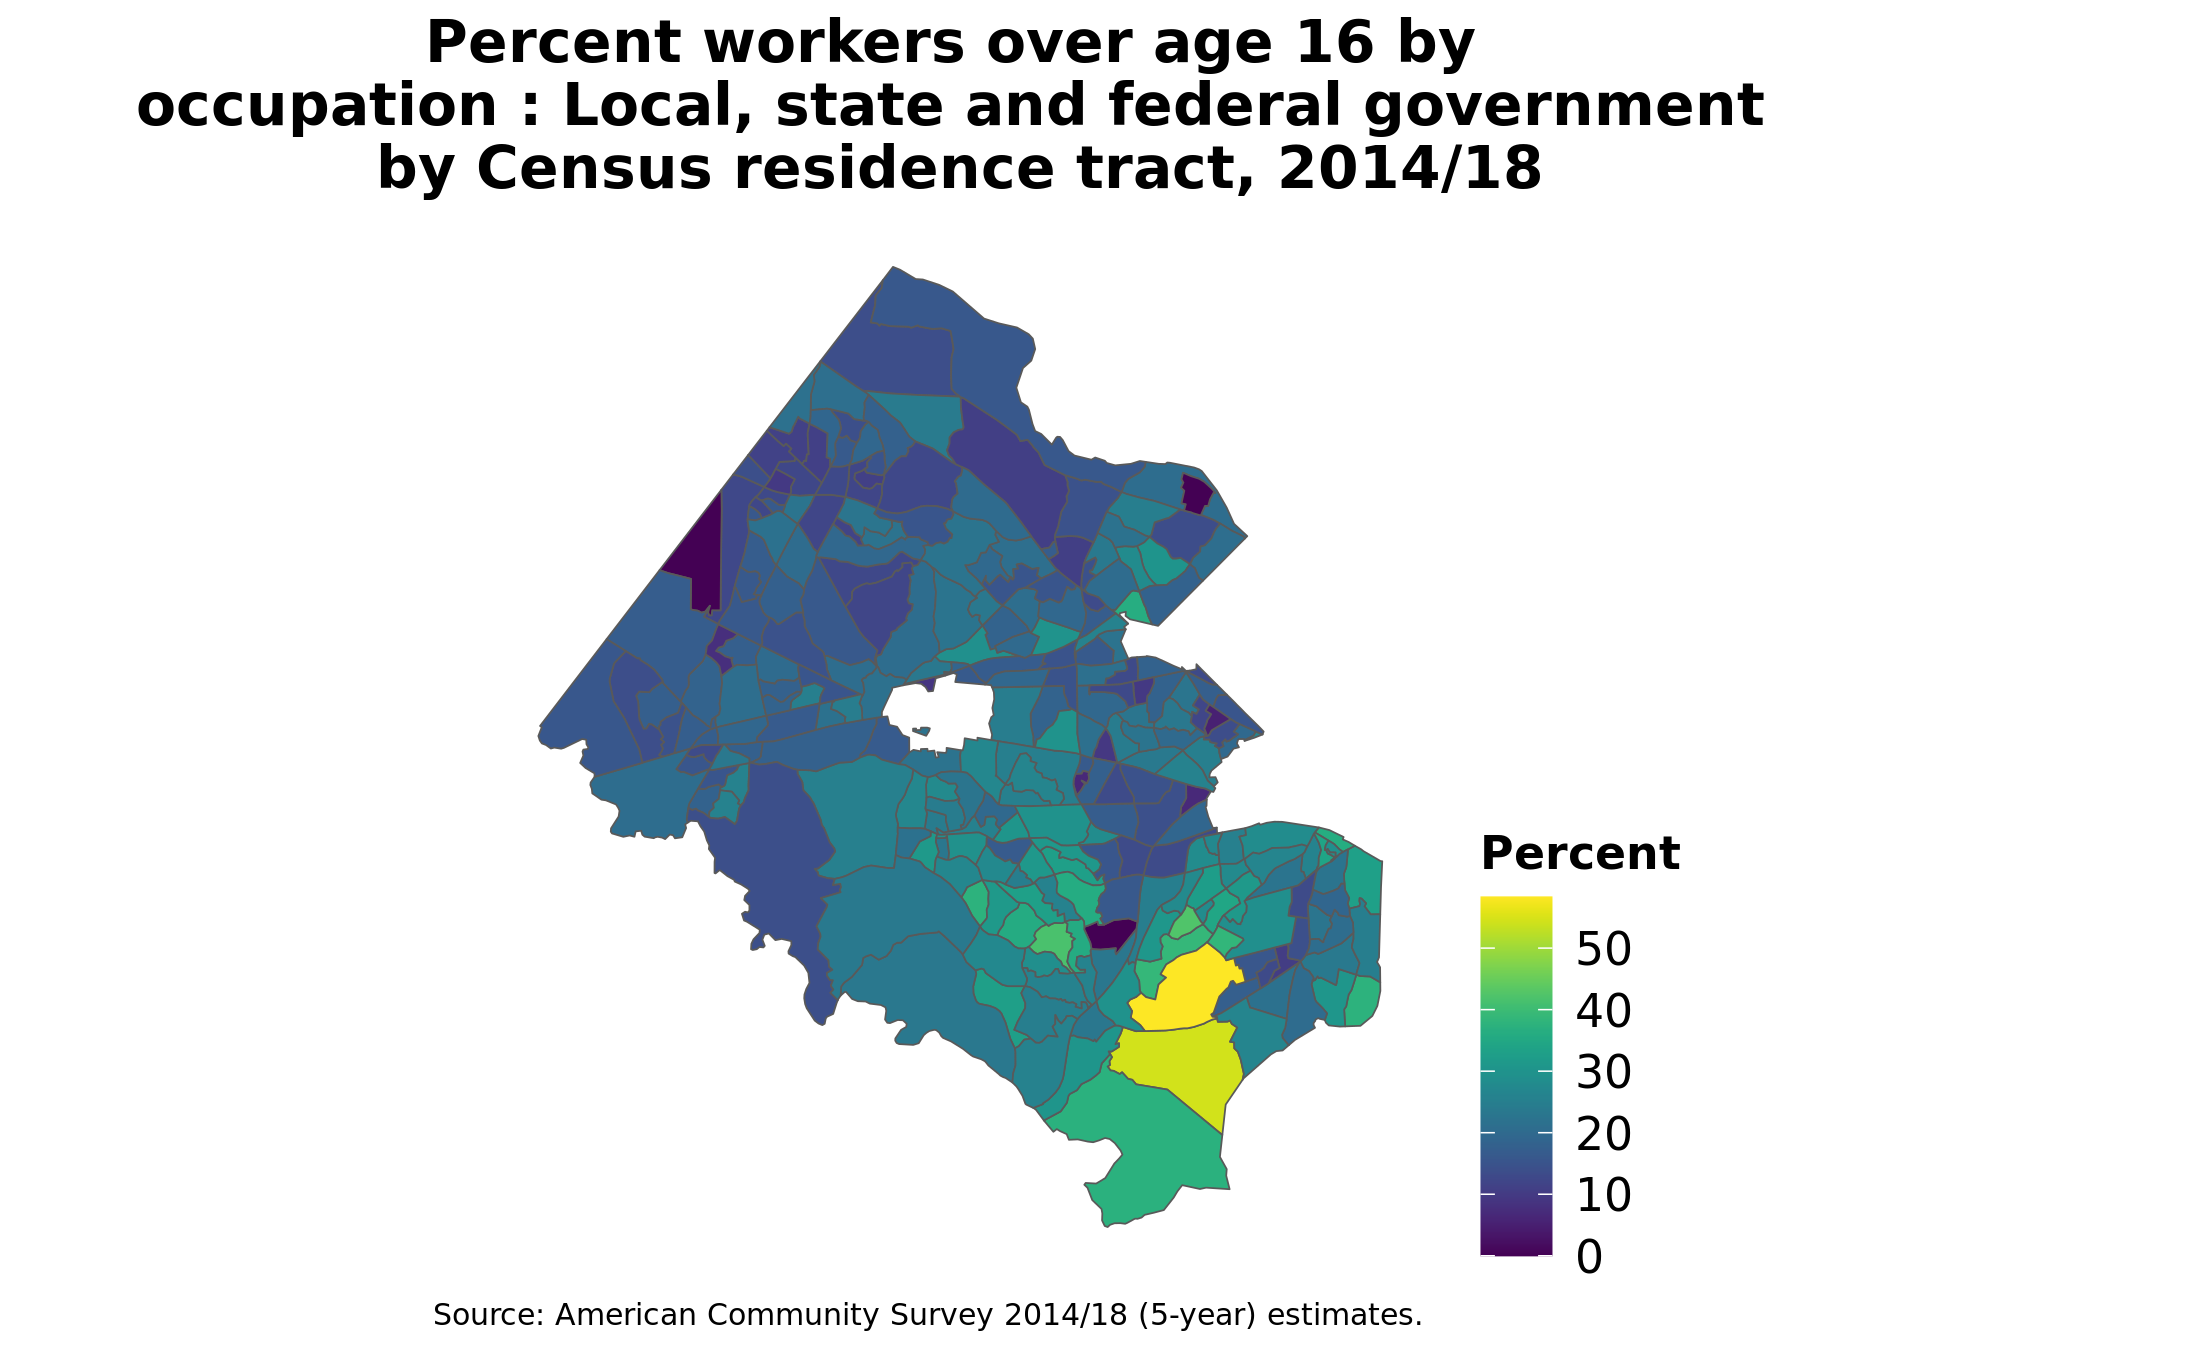 Percent workers over age 16 by
occupation : Local, state and federal government
by Census residence tract, 2014/18
Percent
50
40
30
20
10
0
Source: American Community Survey 2014/18 (5-year) estimates.